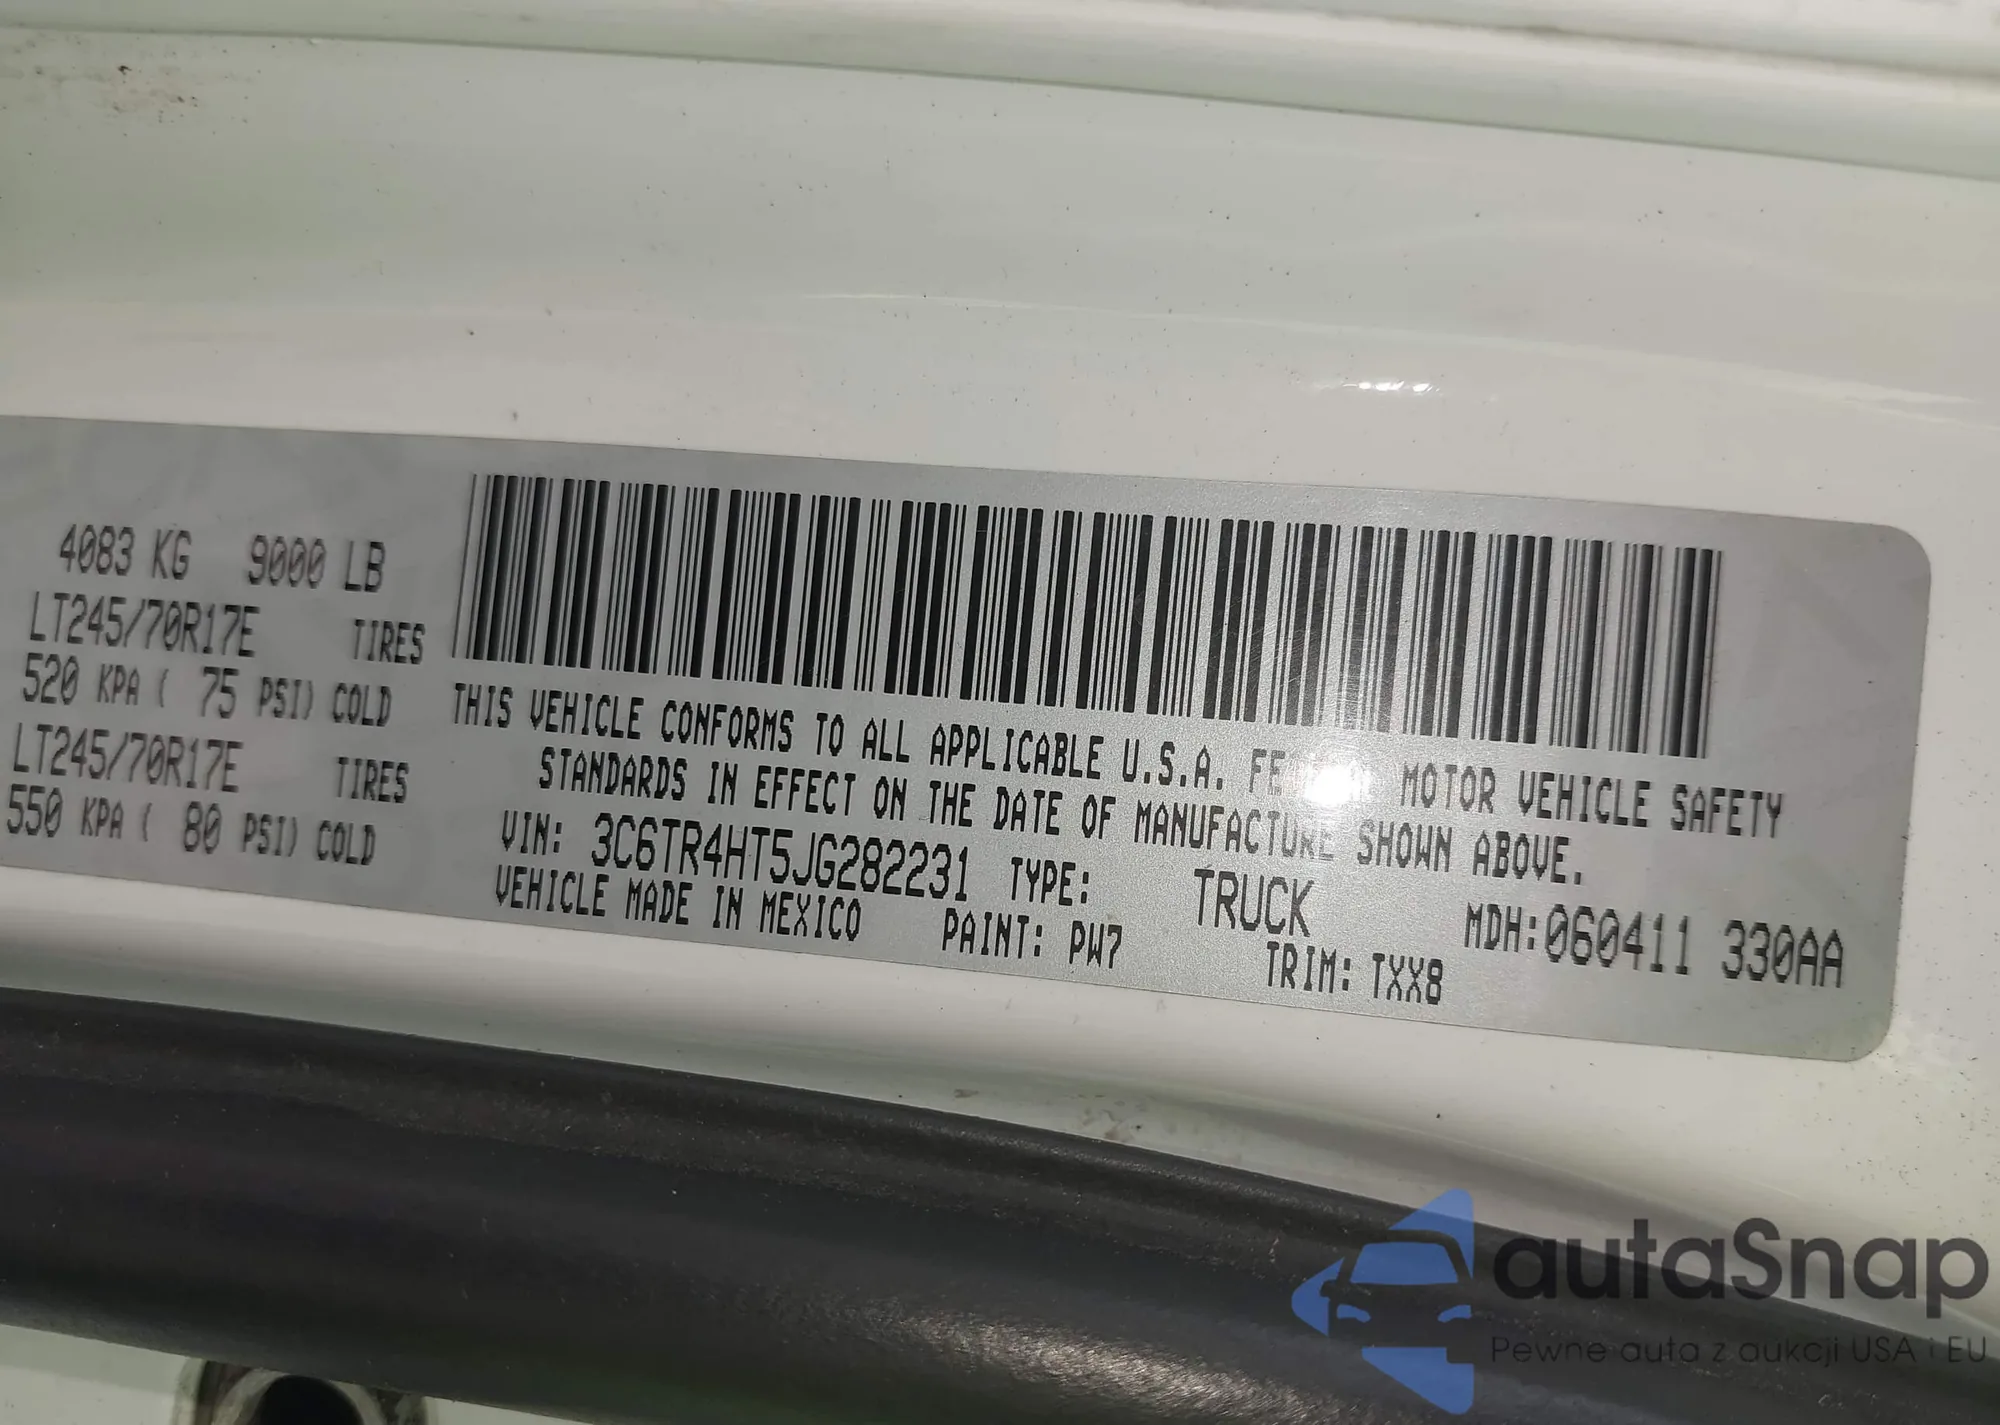 4083 KG 9000 LB
LT245/70R17E TIRES
520 KPA ( 75 PSI) COLD
LT245/70R17E TIRES
550 KPA ( 80 PSI) COLD
THIS VEHICLE CONFORMS TO ALL APPLICABLE U.S.A. MOTOR VEHICLE SAFETY
STANDARDS IN EFFECT ON THE DATE OF MANUFACTURE SHOWN ABOVE.
VIN: 3C6TR4HT5JG282231 TYPE: TRUCK MDH:060411 330AA
VEHICLE MADE IN MEXICO PAINT: PW7 TRIM: TXX8
autaSnap
Pewne auta z aukcji USA i EU